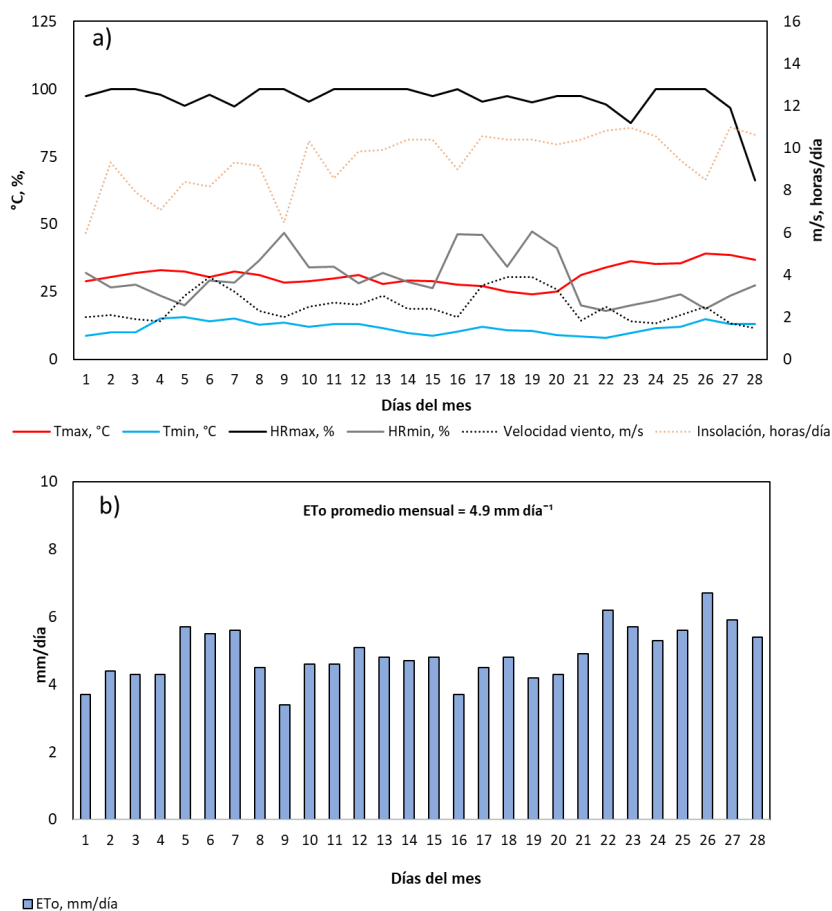 a)
125
100
75
50
25
0
°C, %,
16
14
12
10
8
6
4
2
0
m/s, horas/día
1 2 3 4 5 6 7 8 9 10 11 12 13 14 15 16 17 18 19 20 21 22 23 24 25 26 27 28
Días del mes
Tmax, °C Tmin, °C HRmax, % HRmin, % Velocidad viento, m/s Insolación, horas/día
b)
ETo promedio mensual = 4.9 mm día⁻¹
10
8
6
4
2
0
mm/día
1 2 3 4 5 6 7 8 9 10 11 12 13 14 15 16 17 18 19 20 21 22 23 24 25 26 27 28
Días del mes
ETo, mm/día